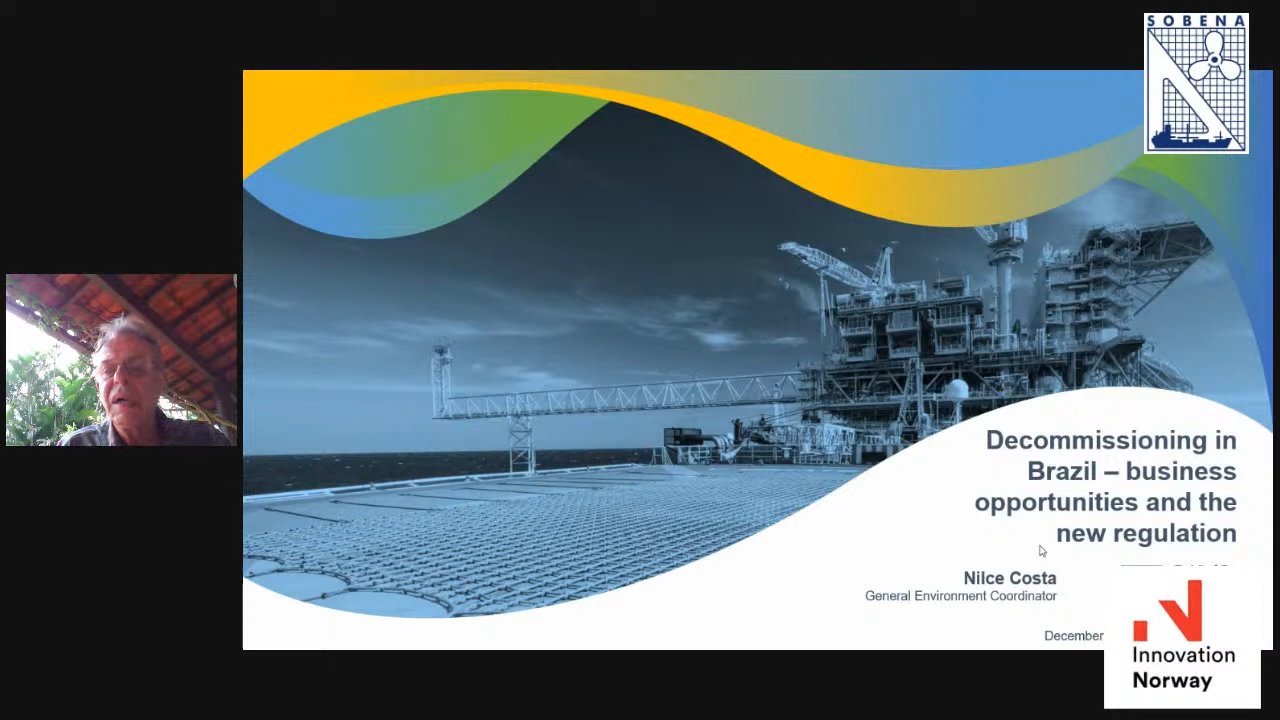 SOBENA
Decommissioning in
Brazil – business
opportunities and the
new regulation
Nilce Costa
General Environment Coordinator
December
Innovation
Norway